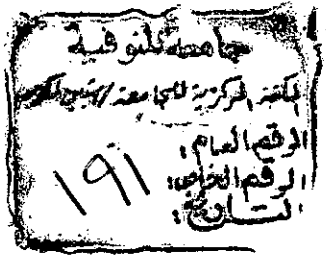 جامعة المنوفية
المكتبة المركزية للجامعة
الرقم العام:
الرقم الخاص:
التاريخ:
١٩١